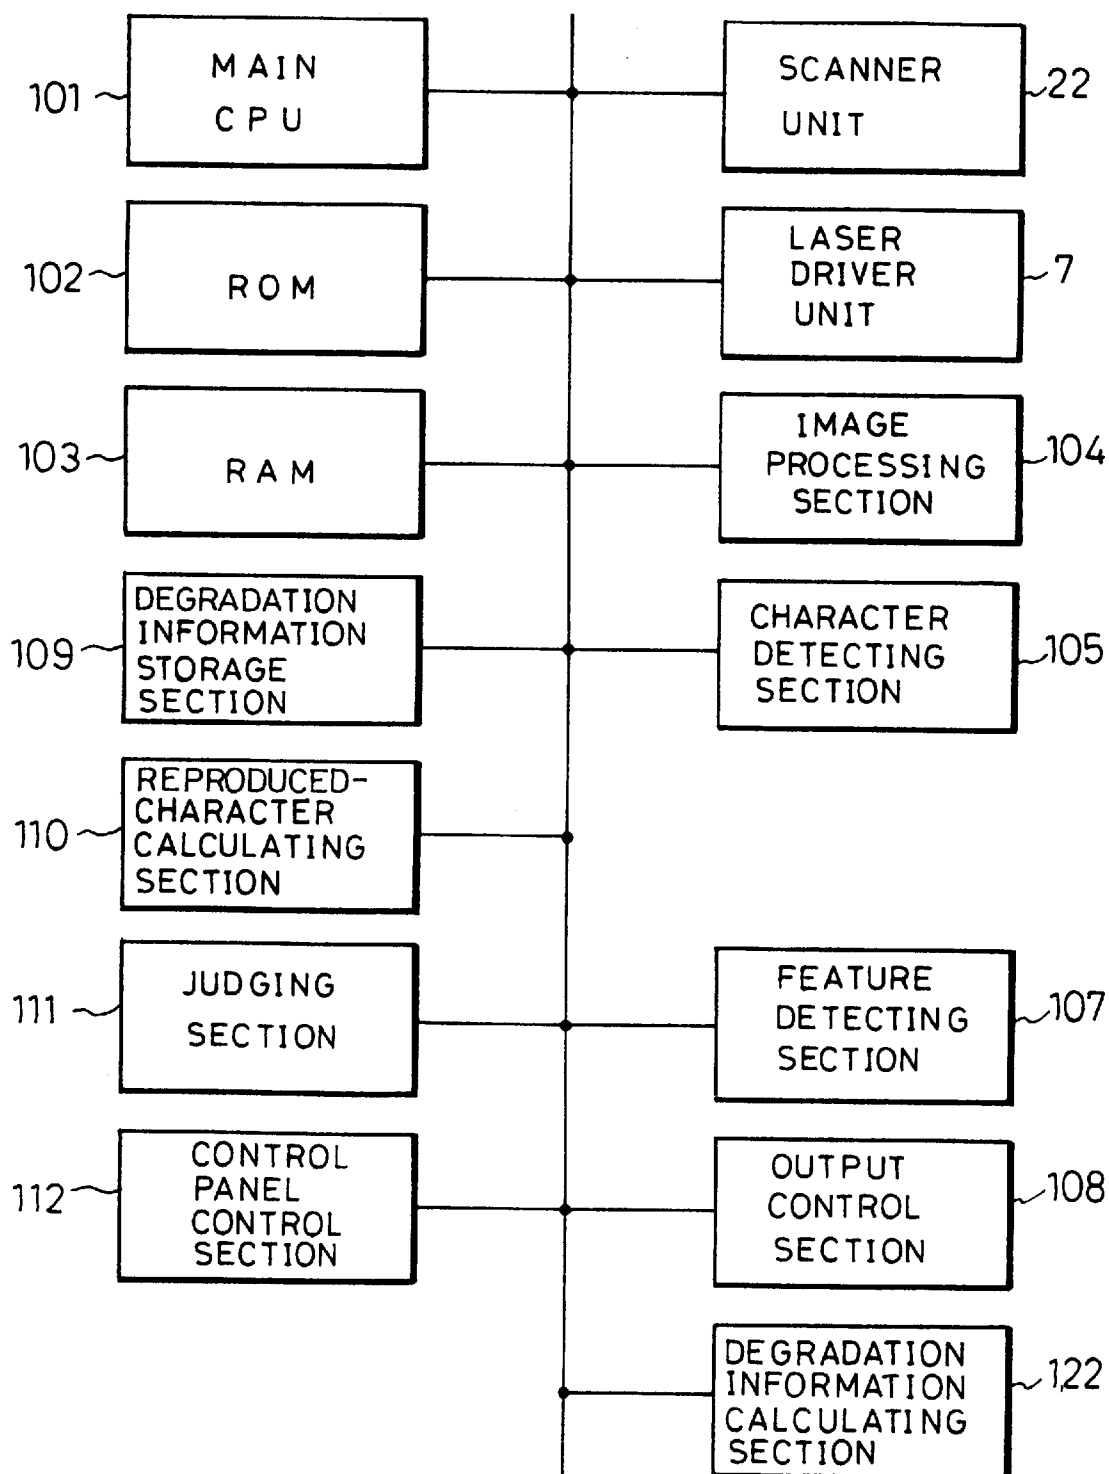 MAIN
CPU
101
SCANNER
UNIT
22
ROM
102
LASER
DRIVER
UNIT
7
RAM
103
IMAGE
PROCESSING
SECTION
104
DEGRADATION
INFORMATION
STORAGE
SECTION
109
CHARACTER
DETECTING
SECTION
105
REPRODUCED-
CHARACTER
CALCULATING
SECTION
110
JUDGING
SECTION
111
FEATURE
DETECTING
SECTION
107
CONTROL
PANEL
CONTROL
SECTION
112
OUTPUT
CONTROL
SECTION
108
DEGRADATION
INFORMATION
CALCULATING
SECTION
122